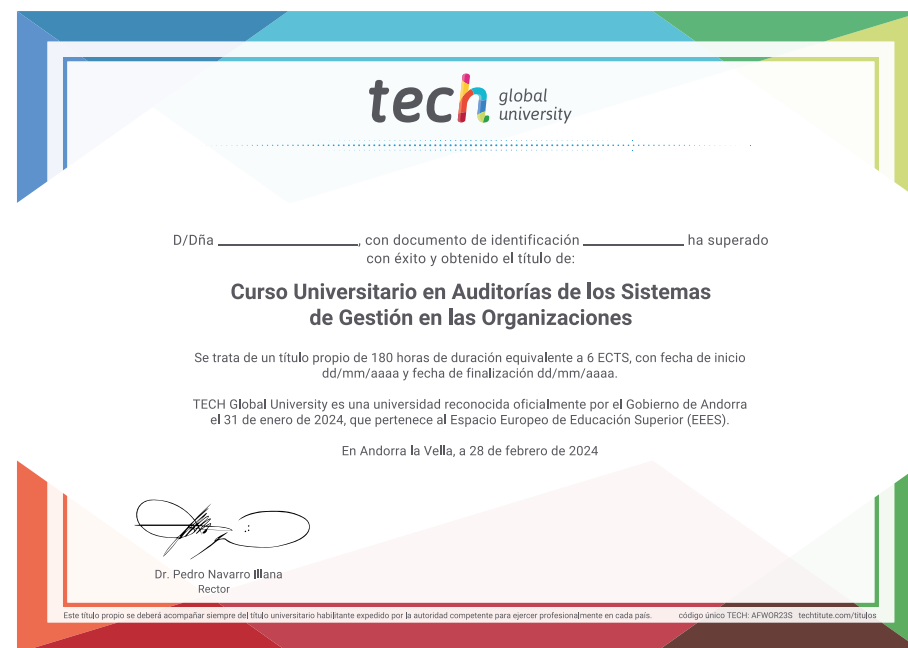 tech global university
D/Dña ____________________, con documento de identificación ______________ ha superado
con éxito y obtenido el título de:
Curso Universitario en Auditorías de los Sistemas
de Gestión en las Organizaciones
Se trata de un título propio de 180 horas de duración equivalente a 6 ECTS, con fecha de inicio
dd/mm/aaaa y fecha de finalización dd/mm/aaaa.
TECH Global University es una universidad reconocida oficialmente por el Gobierno de Andorra
el 31 de enero de 2024, que pertenece al Espacio Europeo de Educación Superior (EEES).
En Andorra la Vella, a 28 de febrero de 2024
Dr. Pedro Navarro Illana
Rector
Este título propio se deberá acompañar siempre del título universitario habilitante expedido por la autoridad competente para ejercer profesionalmente en cada país. código único TECH: AFWOR23S techtitute.com/titulos